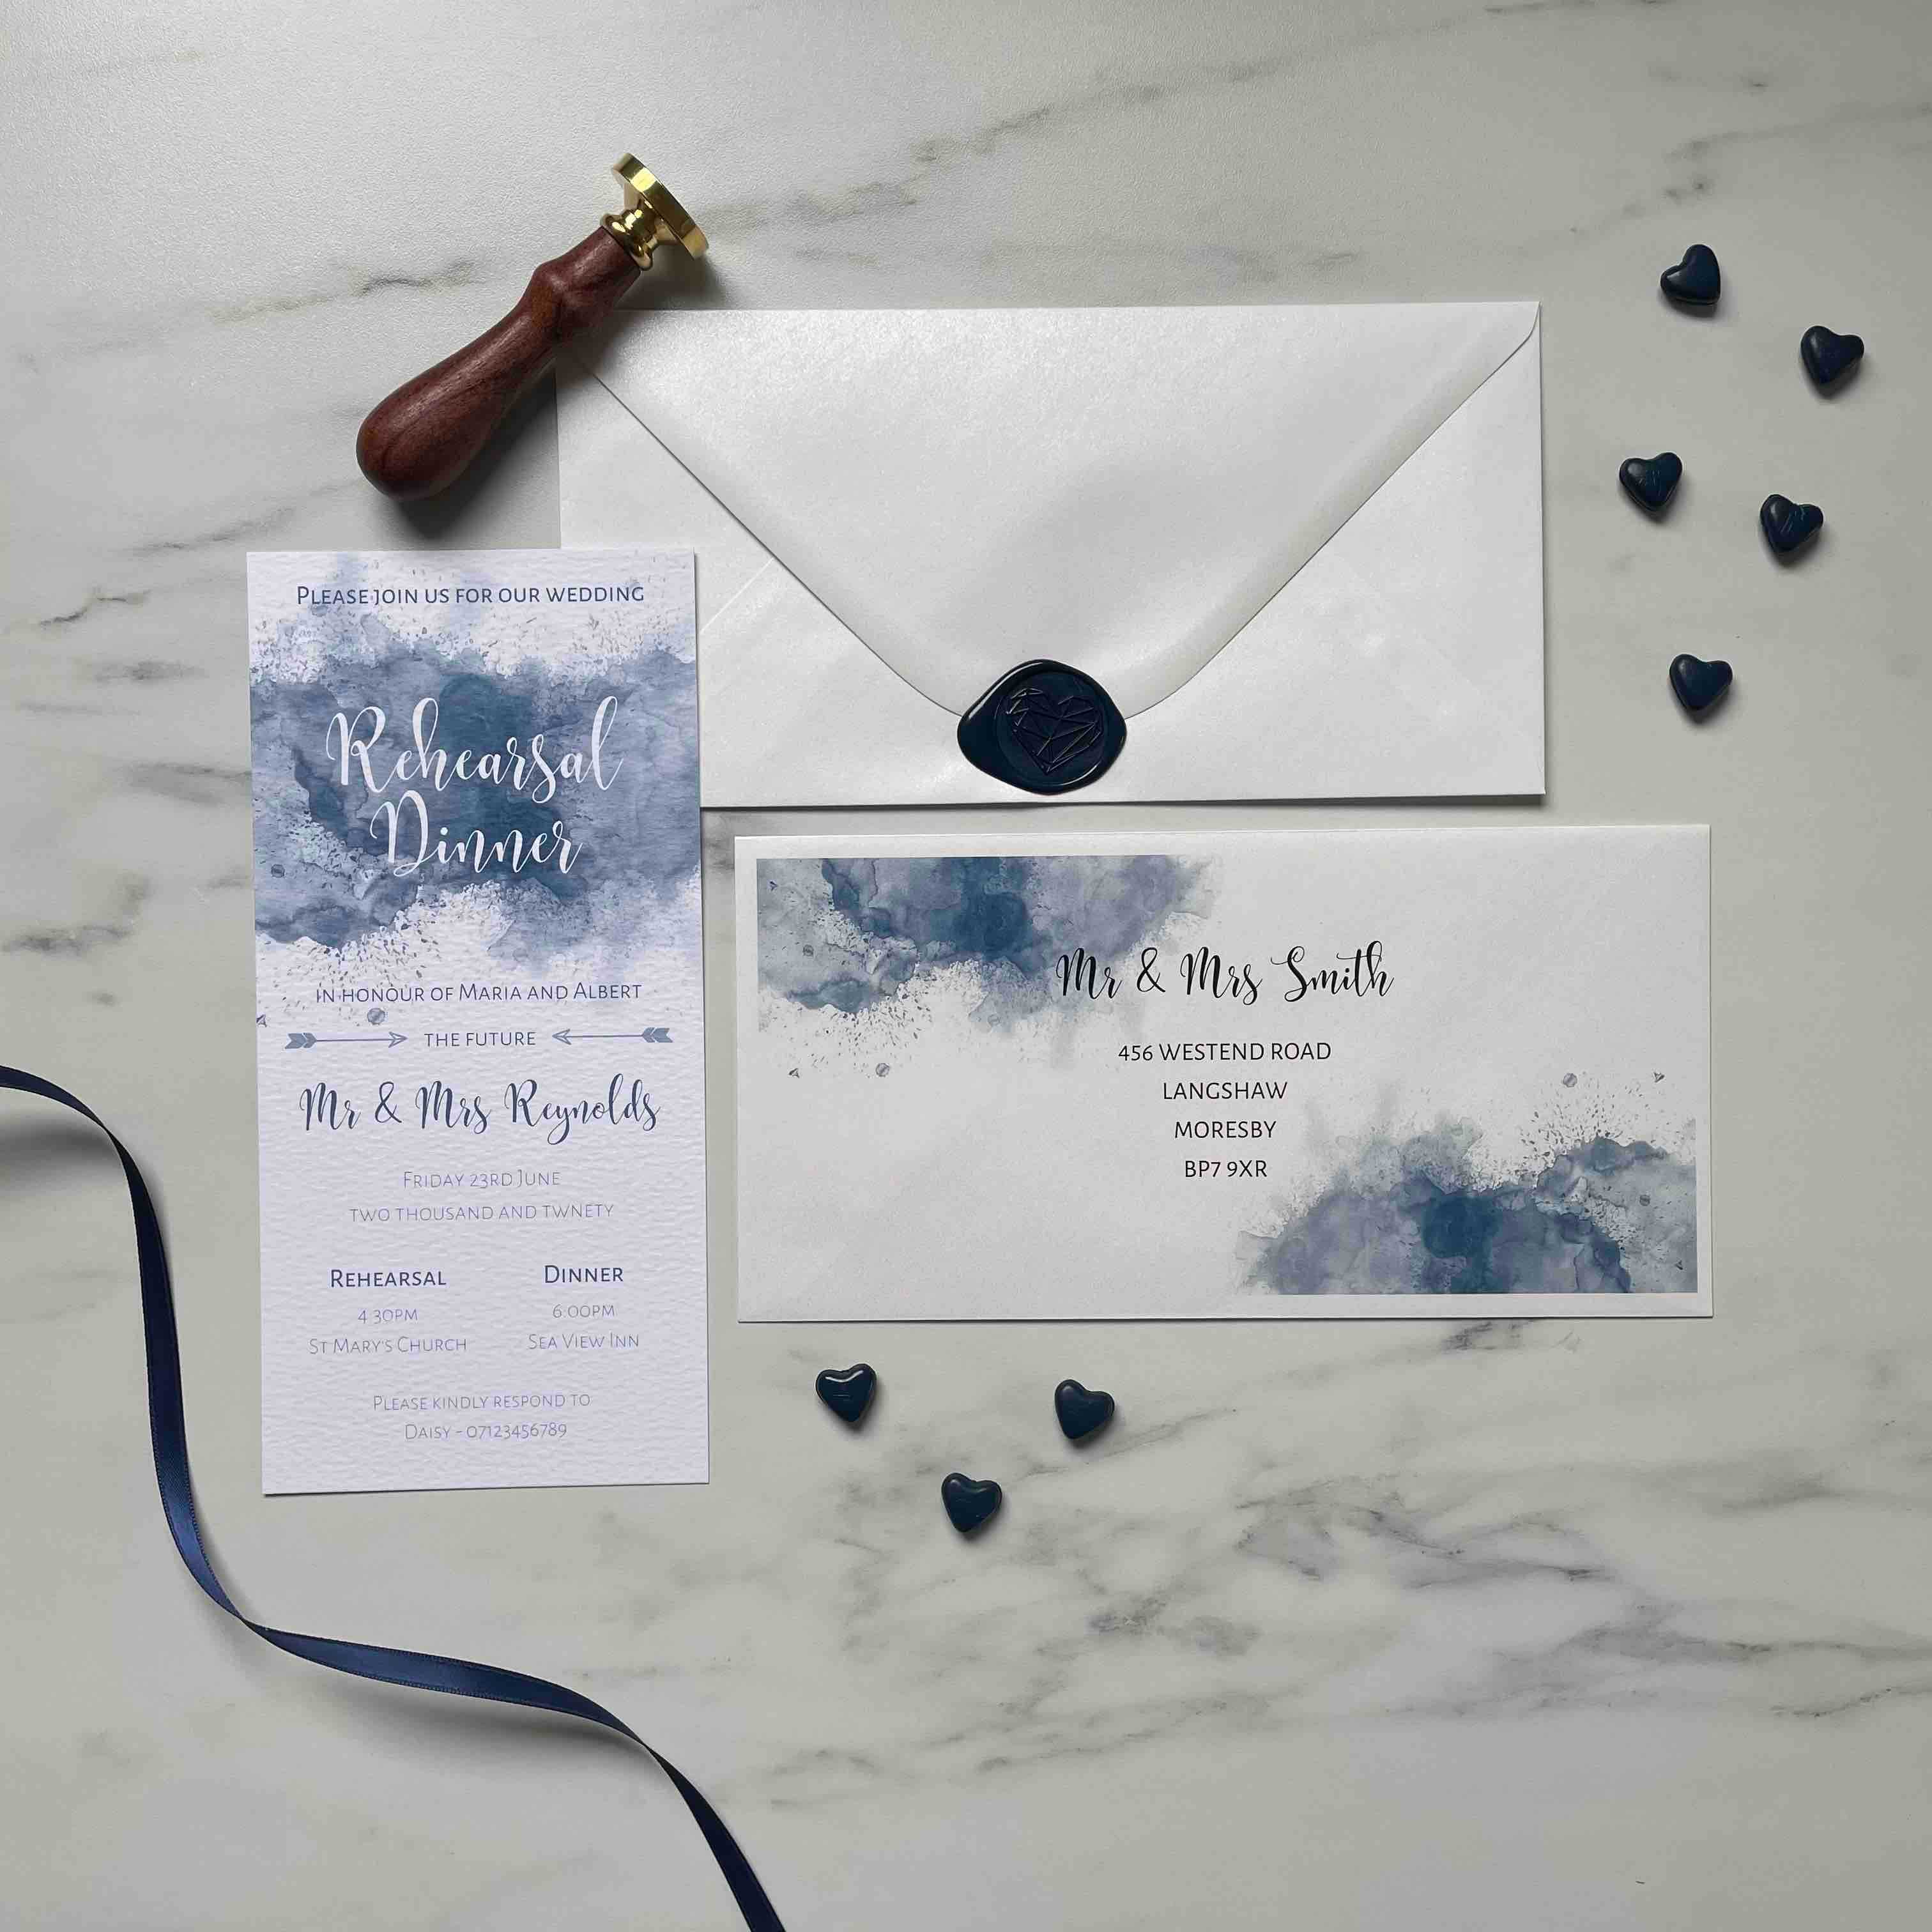 Please join us for our wedding
Rehearsal
Dinner
in honour of Maria and Albert
the future
Mr & Mrs Reynolds
Friday 23rd June
two thousand and twnety
Rehearsal
4:30pm
St Mary's Church
Dinner
6:00pm
Sea View Inn
Please kindly respond to
Daisy - 07123456789
Mr & Mrs Smith
456 WESTEND ROAD
LANGSHAW
MORESBY
BP7 9XR